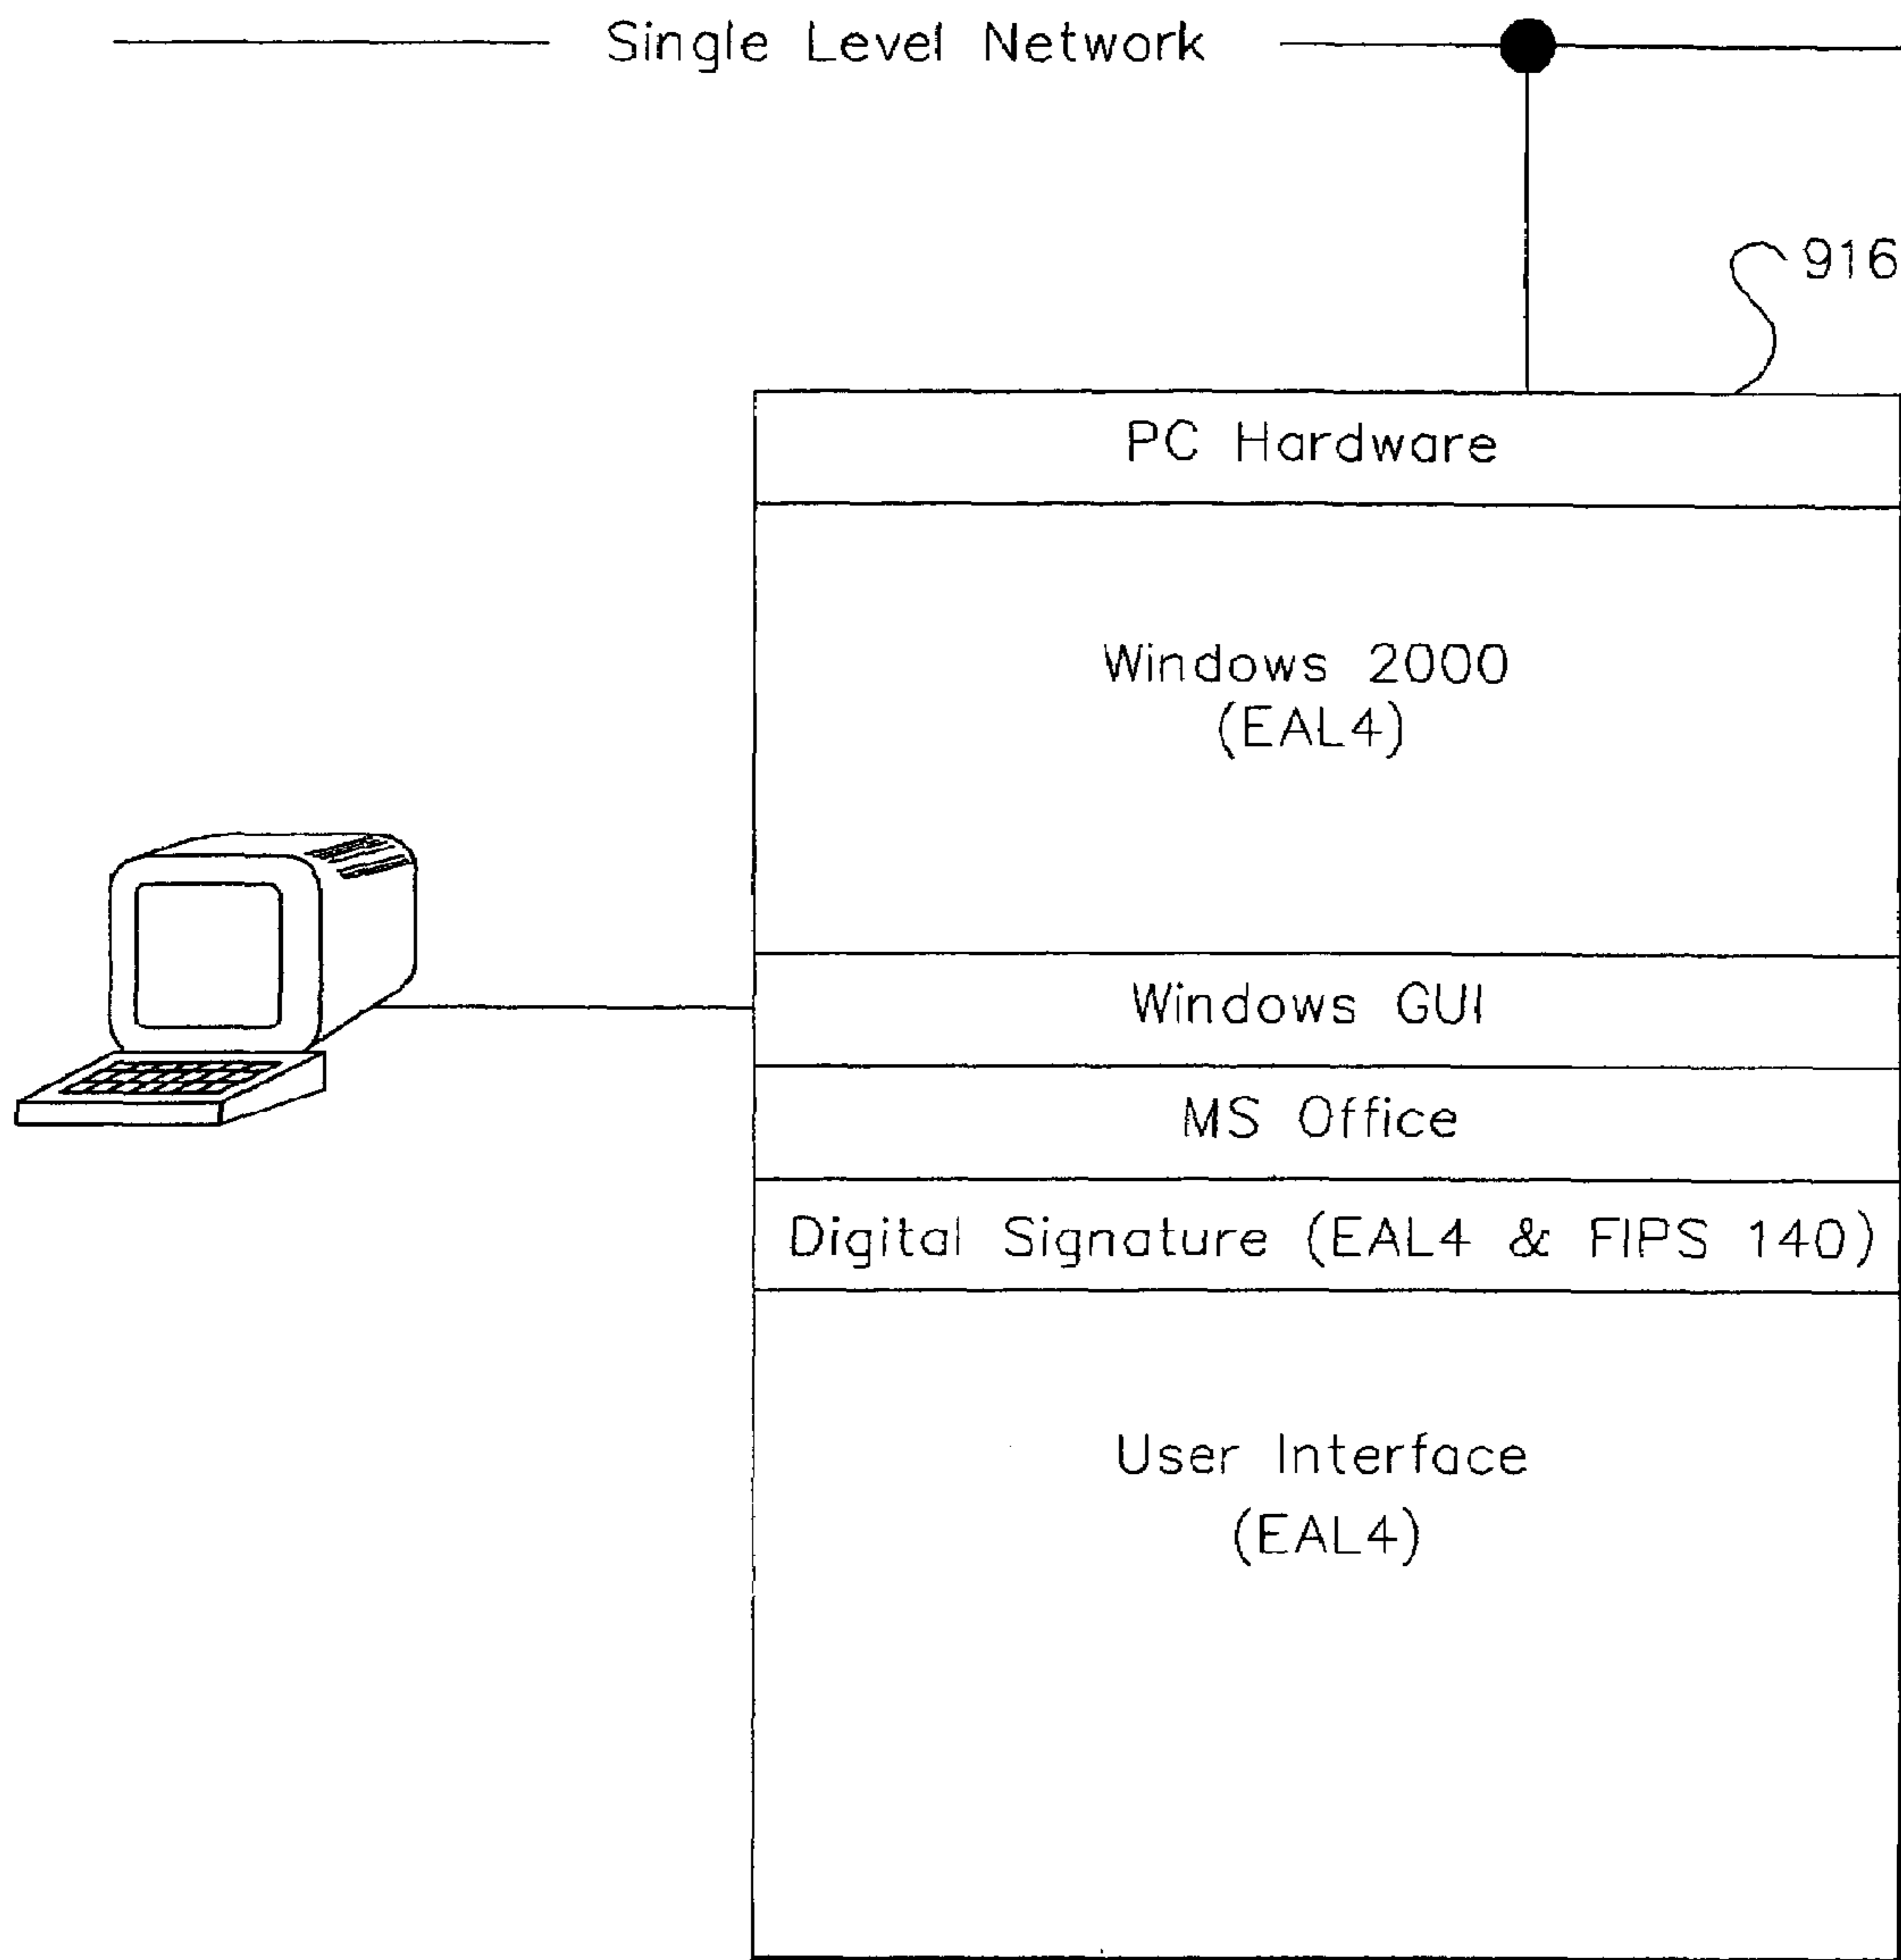 Single Level Network
916
PC Hardware
Windows 2000
(EAL4)
Windows GUI
MS Office
Digital Signature (EAL4 & FIPS 140)
User Interface
(EAL4)